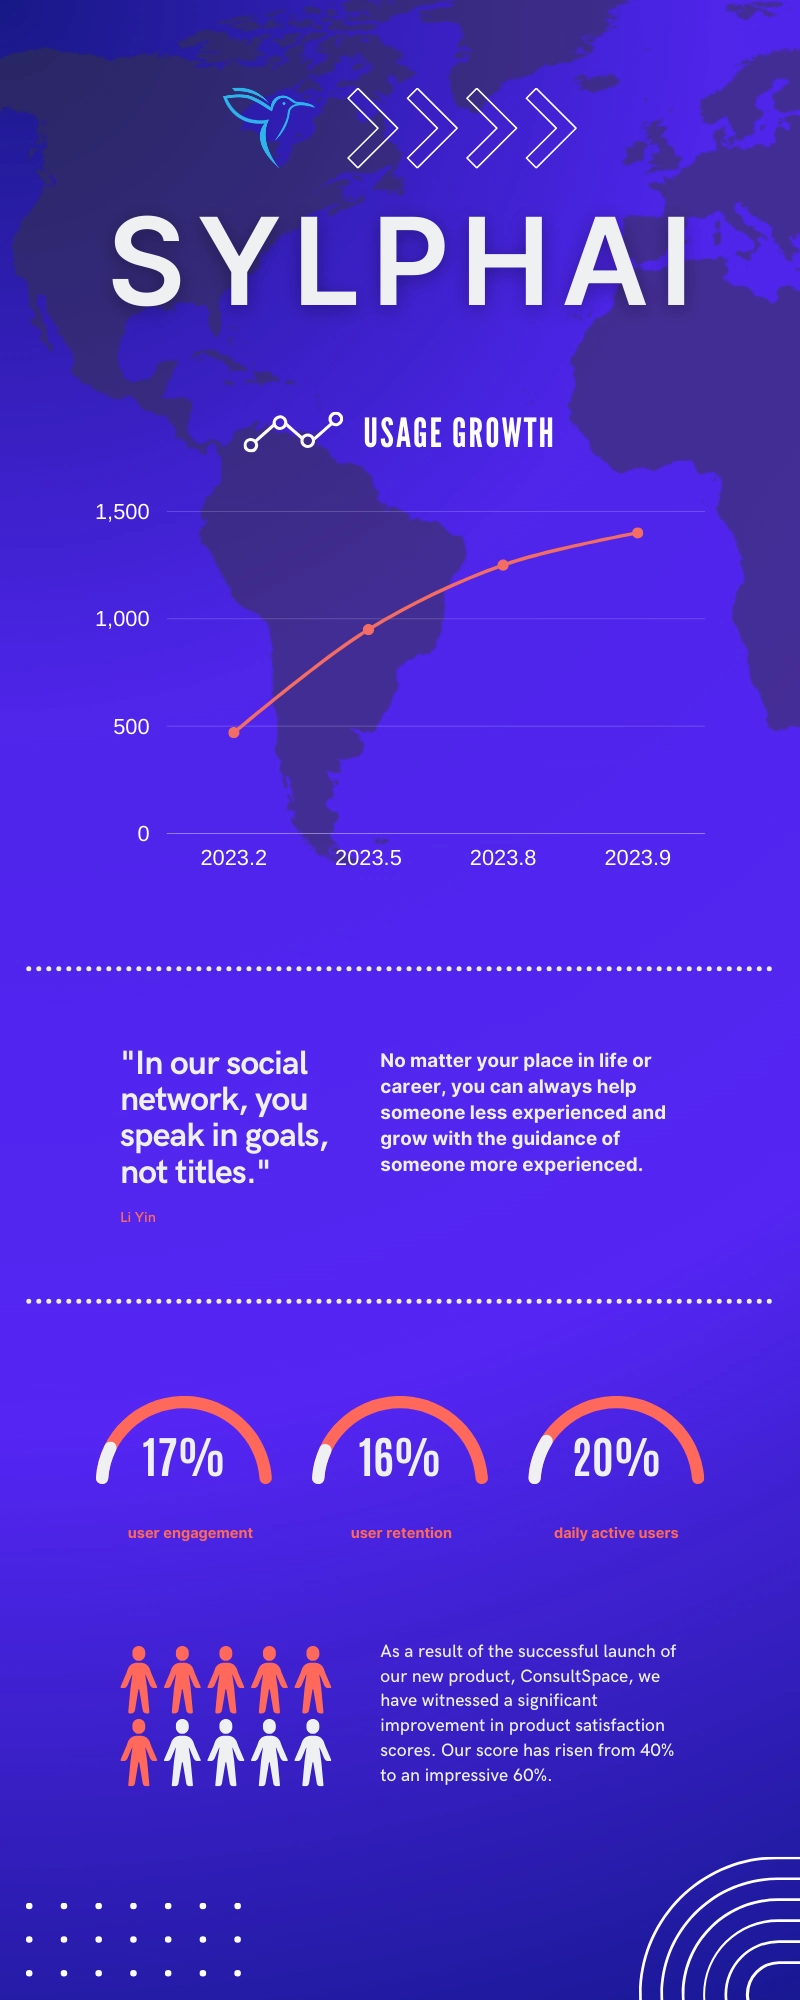 SYLPHAI
USAGE GROWTH
1,500
1,000
500
0
2023.2 2023.5 2023.8 2023.9
"In our social
network, you
speak in goals,
not titles."
Li Yin
No matter your place in life or
career, you can always help
someone less experienced and
grow with the guidance of
someone more experienced.
17% 16% 20%
user engagement user retention daily active users
As a result of the successful launch of
our new product, ConsultSpace, we
have witnessed a significant
improvement in product satisfaction
scores. Our score has risen from 40%
to an impressive 60%.